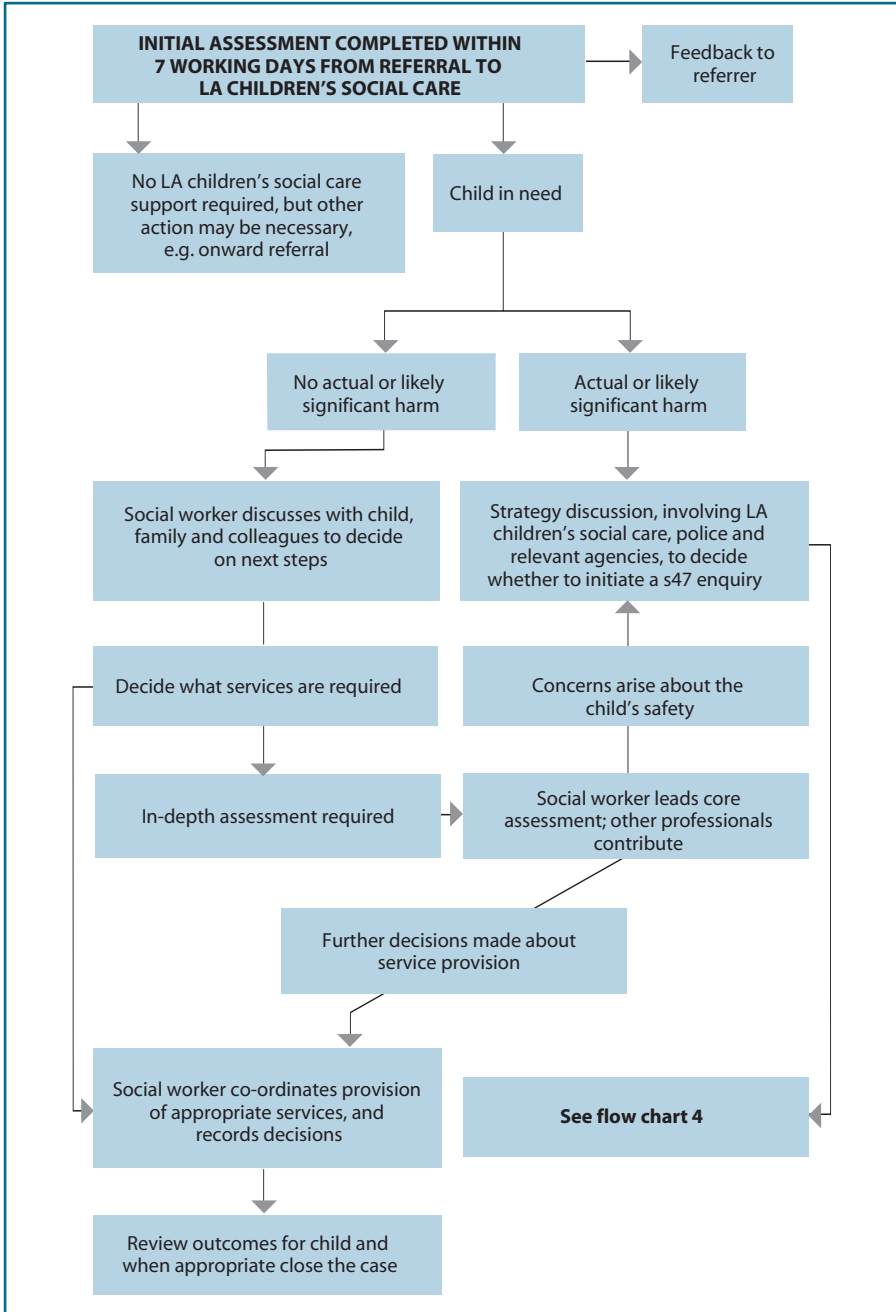 INITIAL ASSESSMENT COMPLETED WITHIN
7 WORKING DAYS FROM REFERRAL TO
LA CHILDREN’S SOCIAL CARE
Feedback to
referrer
No LA children’s social care
support required, but other
action may be necessary,
e.g. onward referral
Child in need
No actual or likely
significant harm
Actual or likely
significant harm
Social worker discusses with child,
family and colleagues to decide
on next steps
Strategy discussion, involving LA
children’s social care, police and
relevant agencies, to decide
whether to initiate a s47 enquiry
Decide what services are required
Concerns arise about the
child’s safety
In-depth assessment required
Social worker leads core
assessment; other professionals
contribute
Further decisions made about
service provision
Social worker co-ordinates provision
of appropriate services, and
records decisions
See flow chart 4
Review outcomes for child and
when appropriate close the case